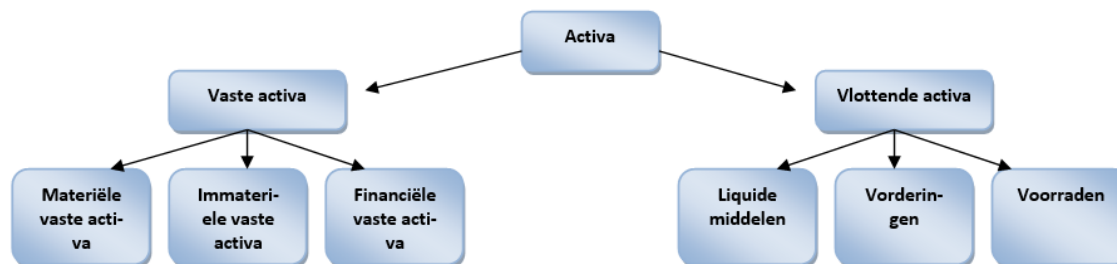 Activa
Vaste activa
Vlottende activa
Materiële
vaste acti-
va
Immateri-
ele vaste
activa
Financiële
vaste acti-
va
Liquide
middelen
Vorderin-
gen
Voorraden